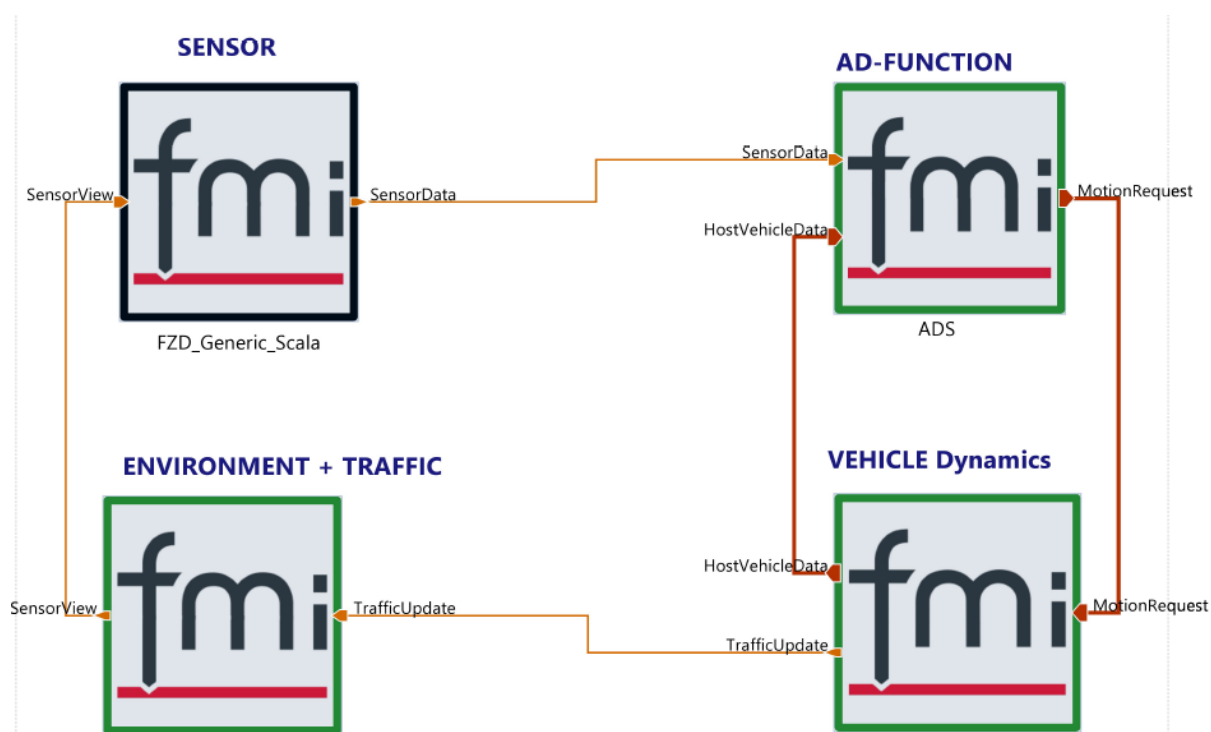 SENSOR
AD-FUNCTION
fmi
fmi
SensorView
SensorData
SensorData
HostVehicleData
MotionRequest
FZD_Generic_Scala
ADS
ENVIRONMENT + TRAFFIC
VEHICLE Dynamics
fmi
fmi
SensorView
TrafficUpdate
HostVehicleData
TrafficUpdate
MotionRequest